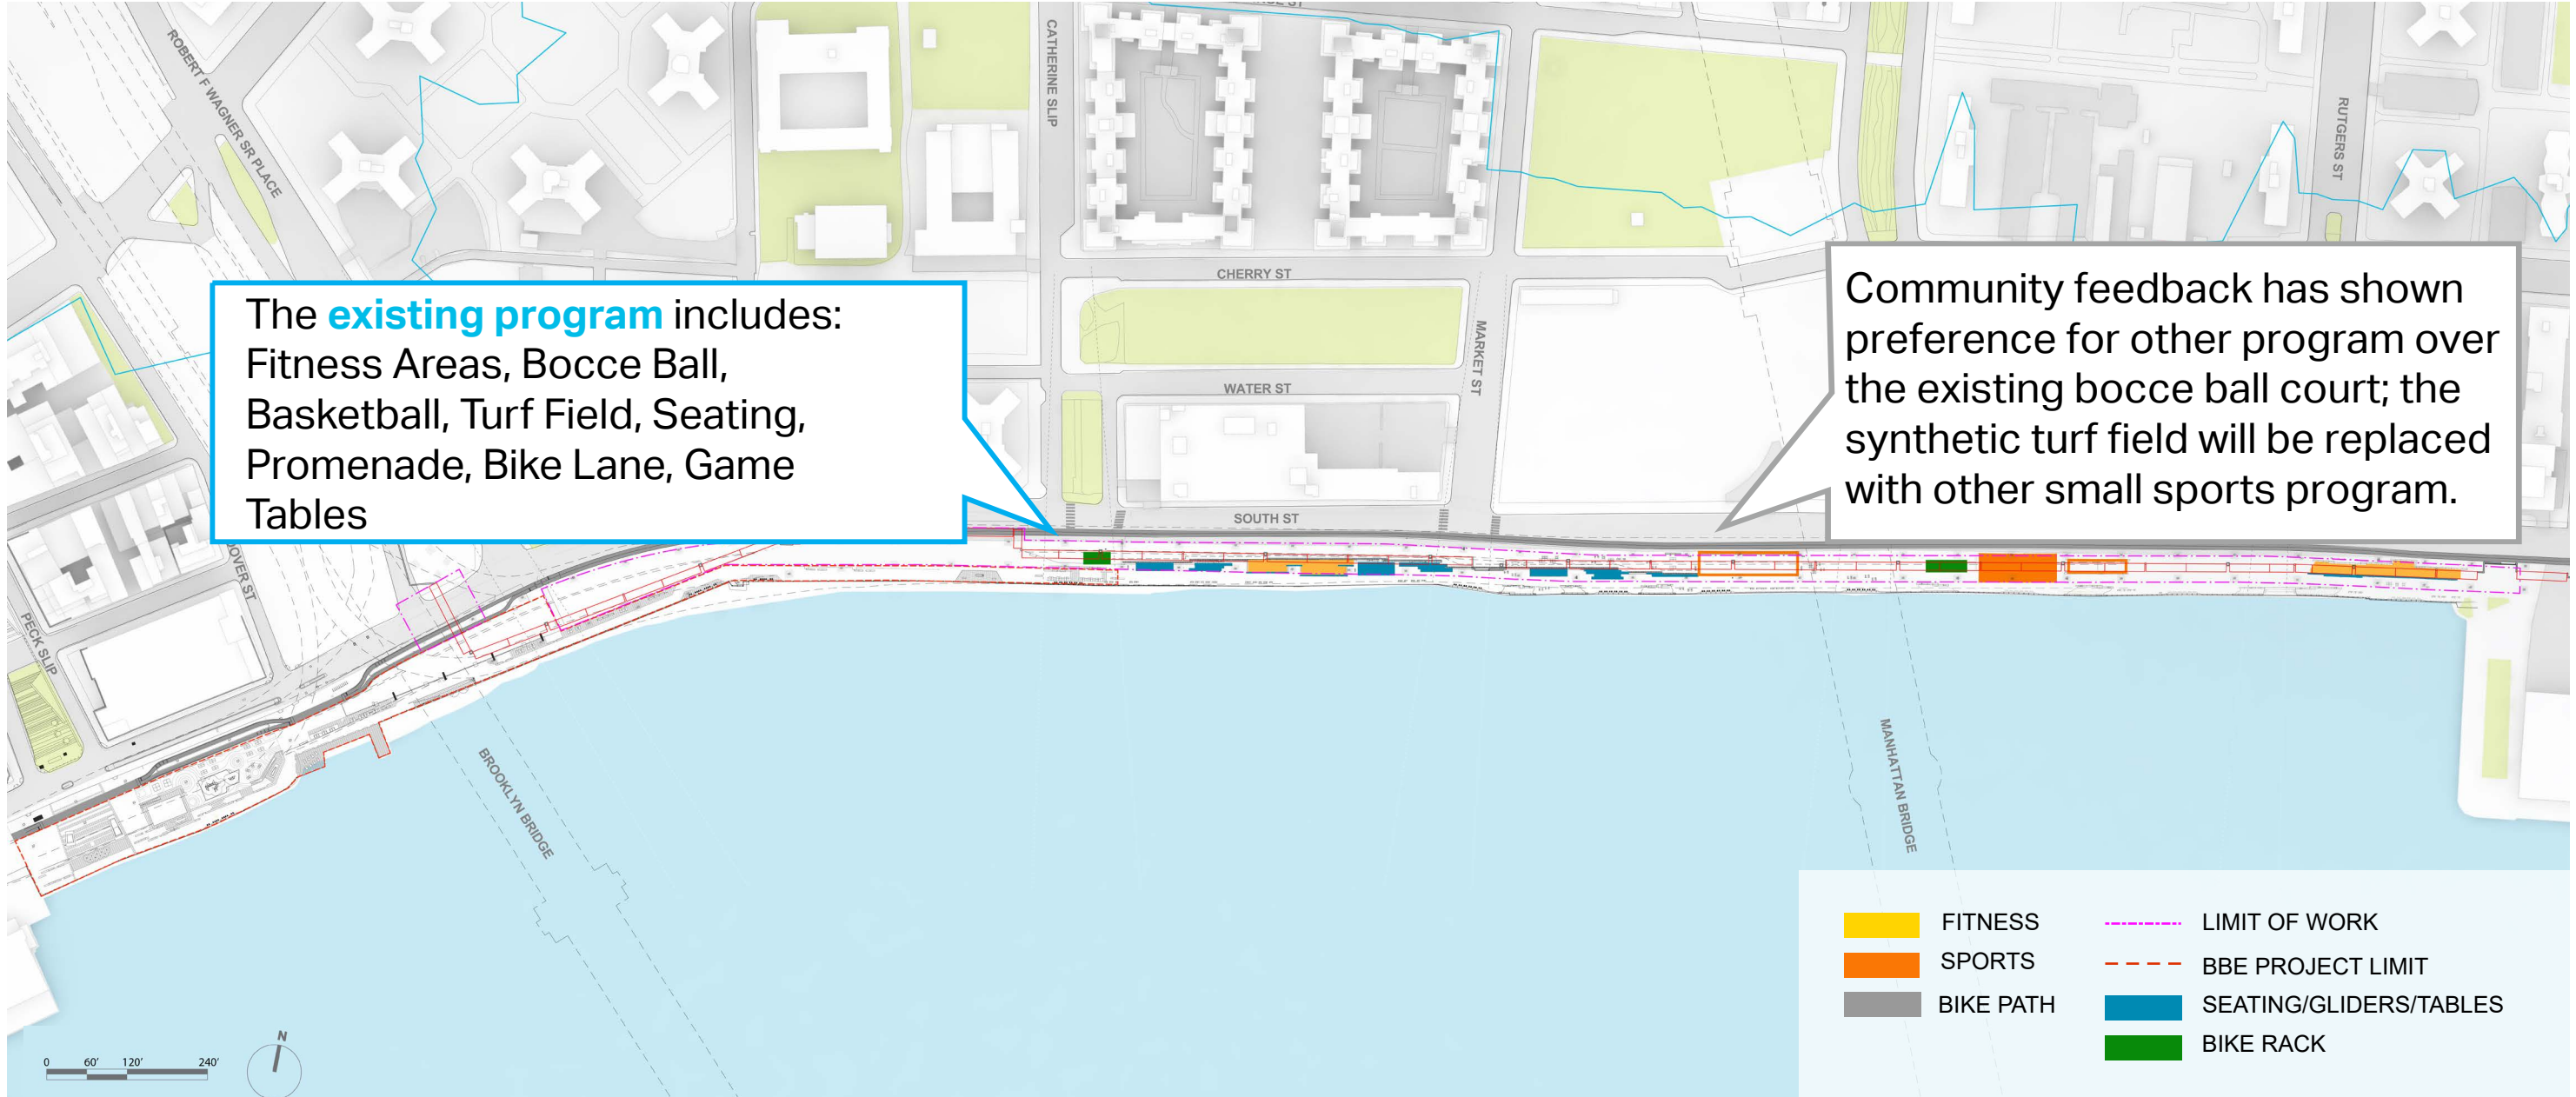 ROBERT F WAGNER SR PLACE
CATHERINE SLIP
RUTGERS ST
CHERRY ST
MARKET ST
WATER ST
SOUTH ST
The existing program includes:
Fitness Areas, Bocce Ball,
Basketball, Turf Field, Seating,
Promenade, Bike Lane, Game
Tables
Community feedback has shown
preference for other program over
the existing bocce ball court; the
synthetic turf field will be replaced
with other small sports program.
DOVER ST
PECK SLIP
BROOKLYN BRIDGE
MANHATTAN BRIDGE
FITNESS
SPORTS
BIKE PATH
LIMIT OF WORK
BBE PROJECT LIMIT
SEATING/GLIDERS/TABLES
BIKE RACK
0 60' 120' 240'
N